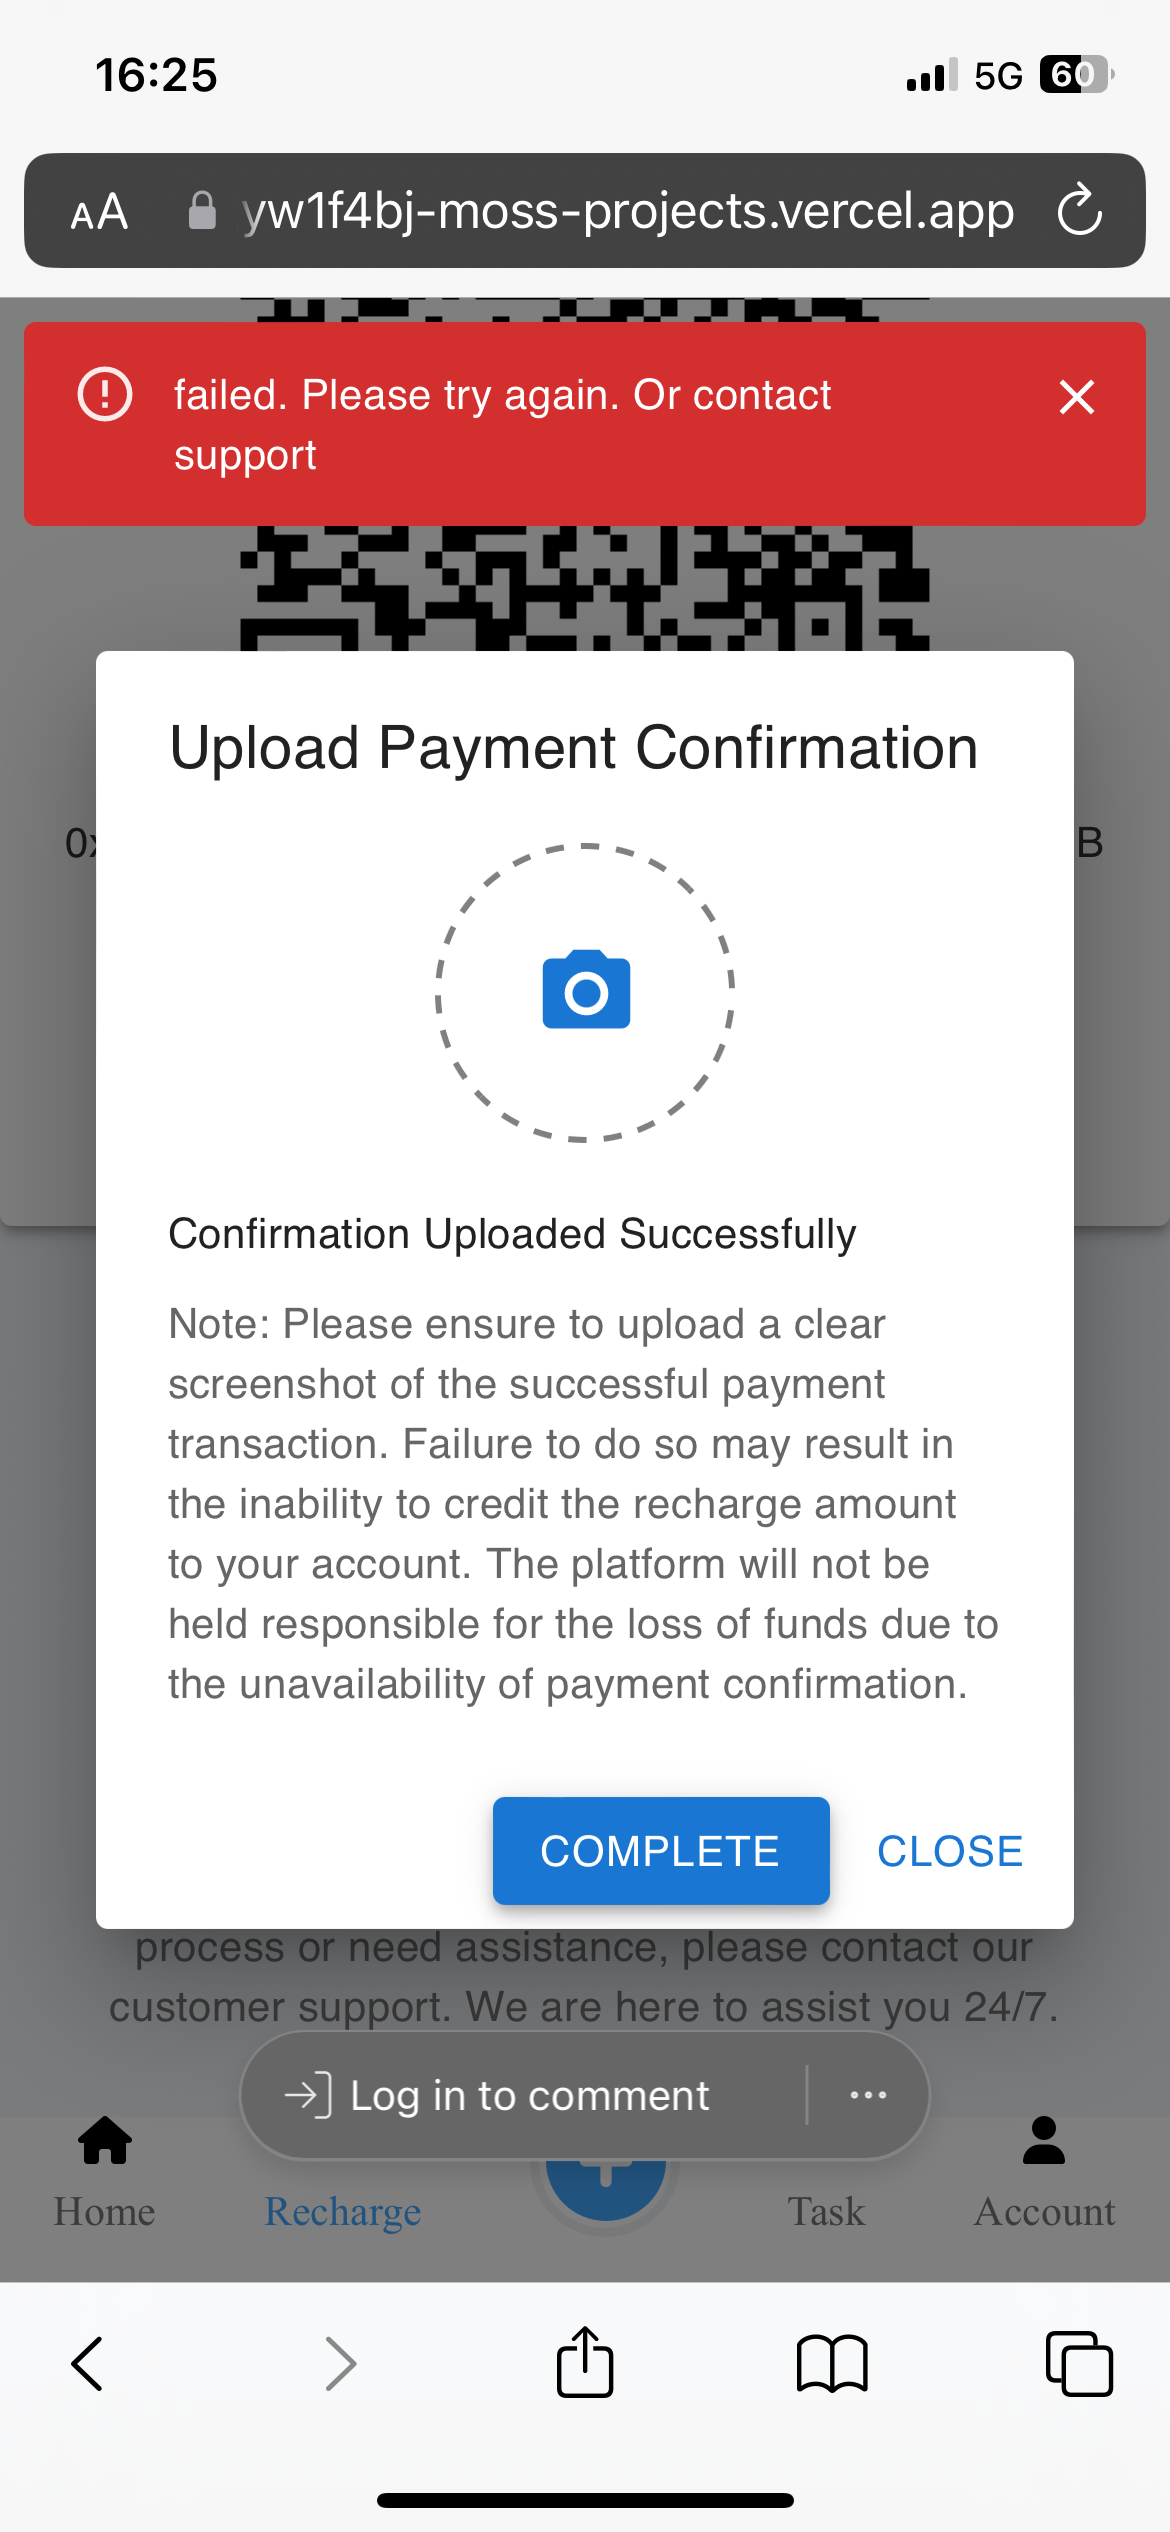 16:25
5G
60
AA
yw1f4bj-moss-projects.vercel.app
failed. Please try again. Or contact
support
Upload Payment Confirmation
0x
B
Confirmation Uploaded Successfully
Note: Please ensure to upload a clear
screenshot of the successful payment
transaction. Failure to do so may result in
the inability to credit the recharge amount
to your account. The platform will not be
held responsible for the loss of funds due to
the unavailability of payment confirmation.
COMPLETE
CLOSE
process or need assistance, please contact our
customer support. We are here to assist you 24/7.
Log in to comment
Home
Recharge
Task
Account